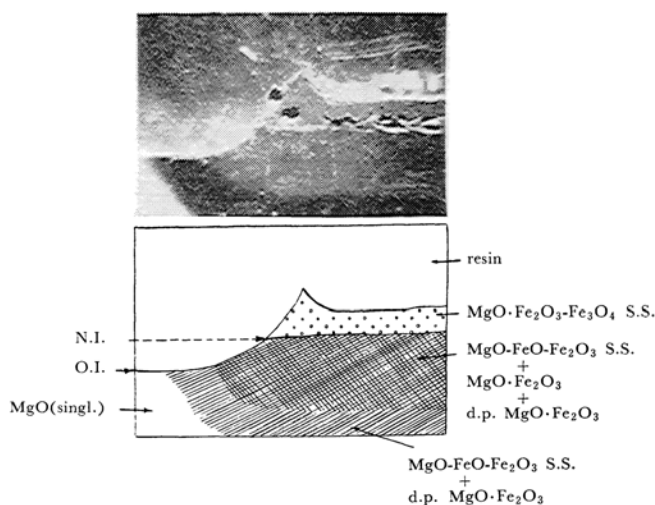 resin
MgO·Fe₂O₃-Fe₃O₄ S.S.
N.I.
MgO-FeO-Fe₂O₃ S.S.
+
MgO·Fe₂O₃
+
d.p. MgO·Fe₂O₃
O.I.
MgO(singl.)
MgO-FeO-Fe₂O₃ S.S.
+
d.p. MgO·Fe₂O₃